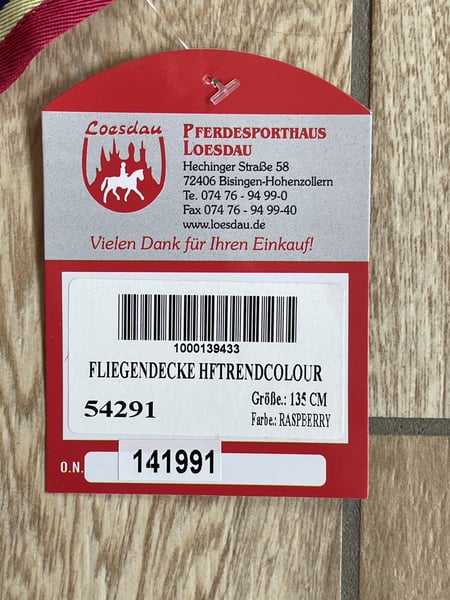 Loesdau
PFERDESPORTHAUS
LOESDAU
Hechinger Straße 58
72406 Bisingen-Hohenzollern
Te. 074 76 - 94 99-0
Fax 074 76 - 94 99-40
www.loesdau.de
Vielen Dank für Ihren Einkauf!
1000139433
FLIEGENDECKE HFTRENDCOLOUR
54291
Größe.: 135 CM
Farbe.: RASPBERRY
O.N.
141991